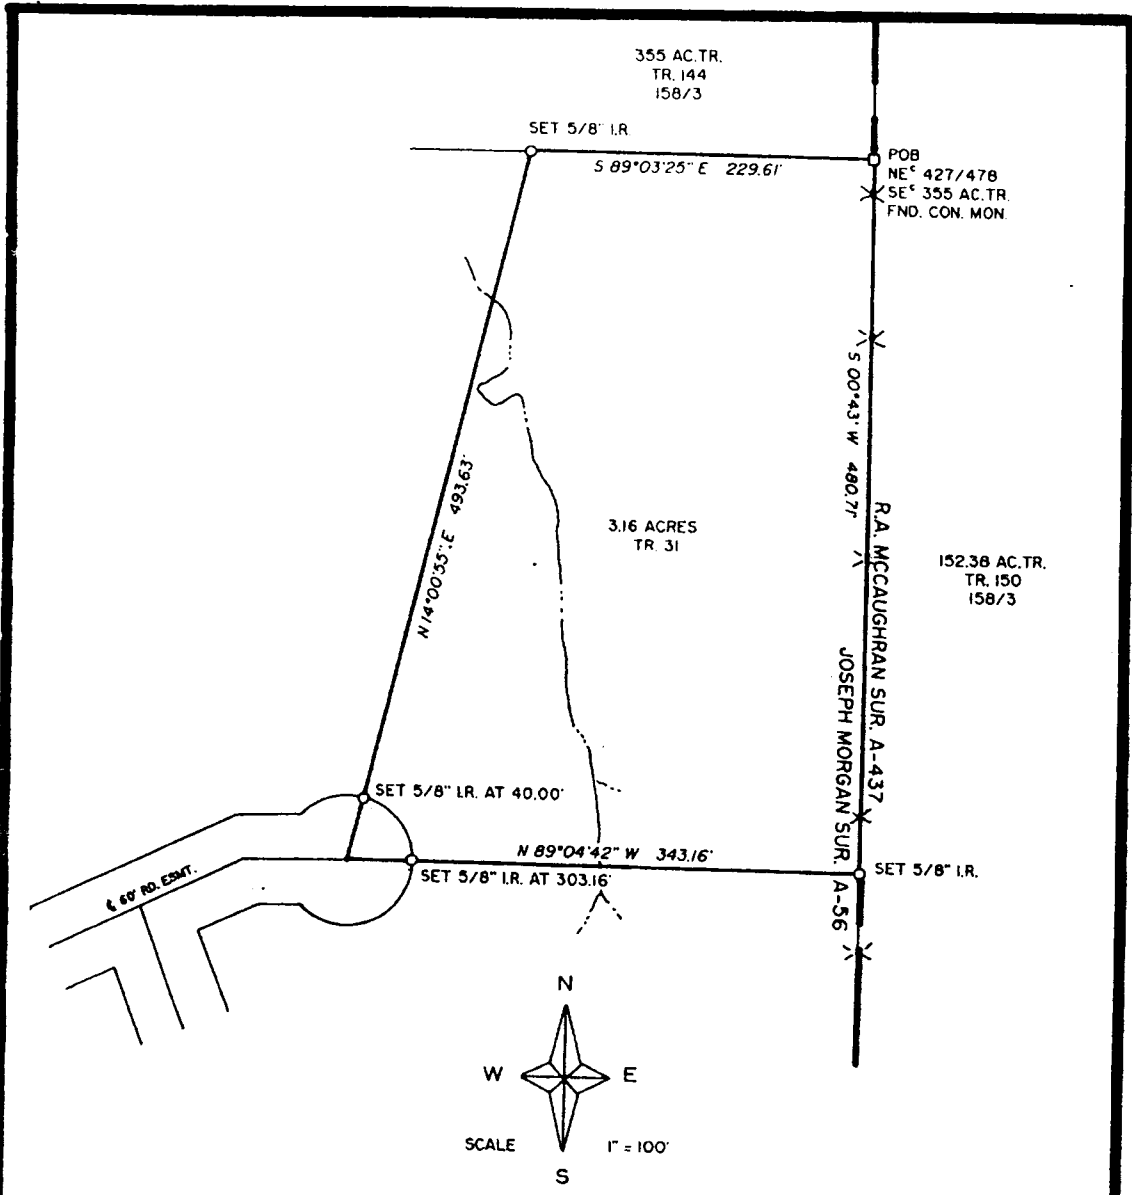 355 AC.TR.
TR. 144
158/3
SET 5/8" I.R.
S 89°03'25" E 229.61'
POB
NEᶜ 427/478
SEᶜ 355 AC.TR.
FND. CON. MON.
S 00°43' W 480.71'
N 14°00'55" E 493.63'
3.16 ACRES
TR. 31
R.A. MCCAUGHRAN SUR. A-437
152.38 AC.TR.
TR. 150
158/3
JOSEPH MORGAN SUR. A-56
SET 5/8" I.R. AT 40.00'
N 89°04'42" W 343.16'
SET 5/8" I.R. AT 303.16'
SET 5/8" I.R.
℄ 60' RD. ESMT.
N
W E
SCALE 1" = 100'
S